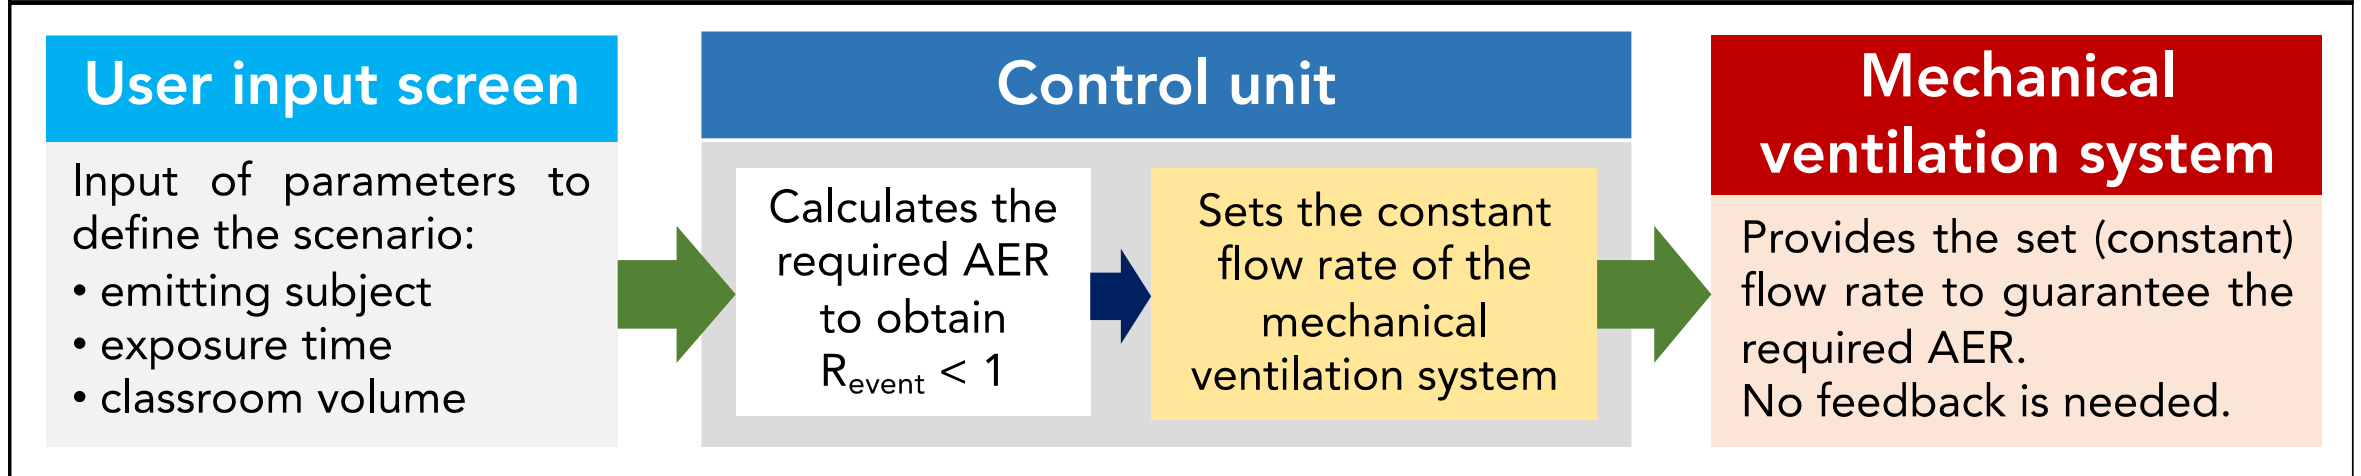 User input screen
Input of parameters to
define the scenario:
• emitting subject
• exposure time
• classroom volume
Control unit
Calculates the
required AER
to obtain
Revent < 1
Sets the constant
flow rate of the
mechanical
ventilation system
Mechanical
ventilation system
Provides the set (constant)
flow rate to guarantee the
required AER.
No feedback is needed.